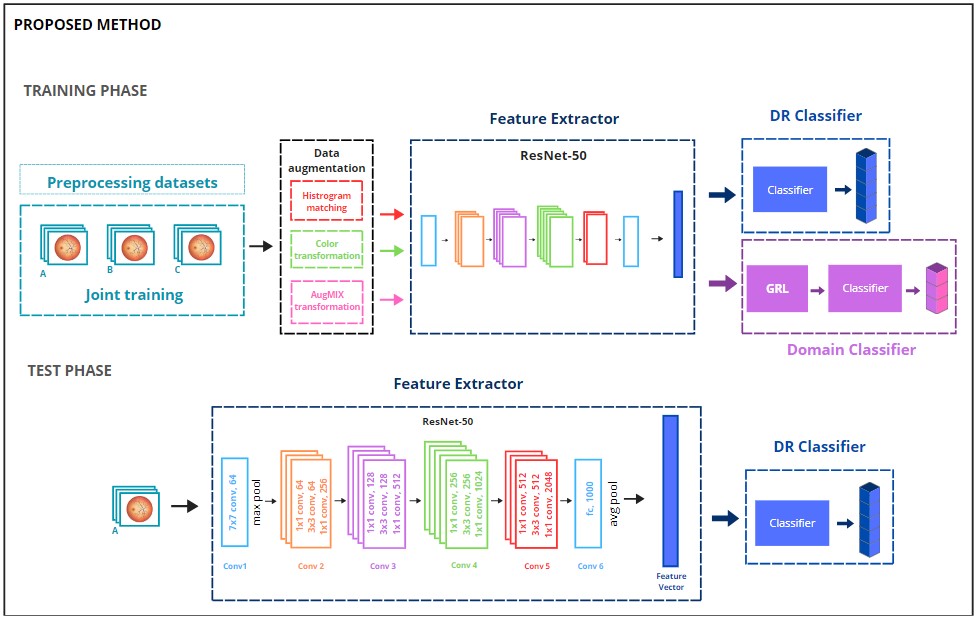 PROPOSED METHOD
TRAINING PHASE
Preprocessing datasets
A
B
C
Joint training
Data
augmentation
Histrogram
matching
Color
transformation
AugMIX
transformation
Feature Extractor
ResNet-50
DR Classifier
Classifier
GRL
Classifier
Domain Classifier
TEST PHASE
A
Feature Extractor
ResNet-50
7x7 conv, 64
max pool
1x1 conv, 64
3x3 conv, 64
1x1 conv, 256
1x1 conv, 128
3x3 conv, 128
1x1 conv, 512
1x1 conv, 256
3x3 conv, 256
1x1 conv, 1024
1x1 conv, 512
3x3 conv, 512
1x1 conv, 2048
fc, 1000
avg pool
Conv1
Conv 2
Conv 3
Conv 4
Conv 5
Conv 6
Feature
Vector
DR Classifier
Classifier